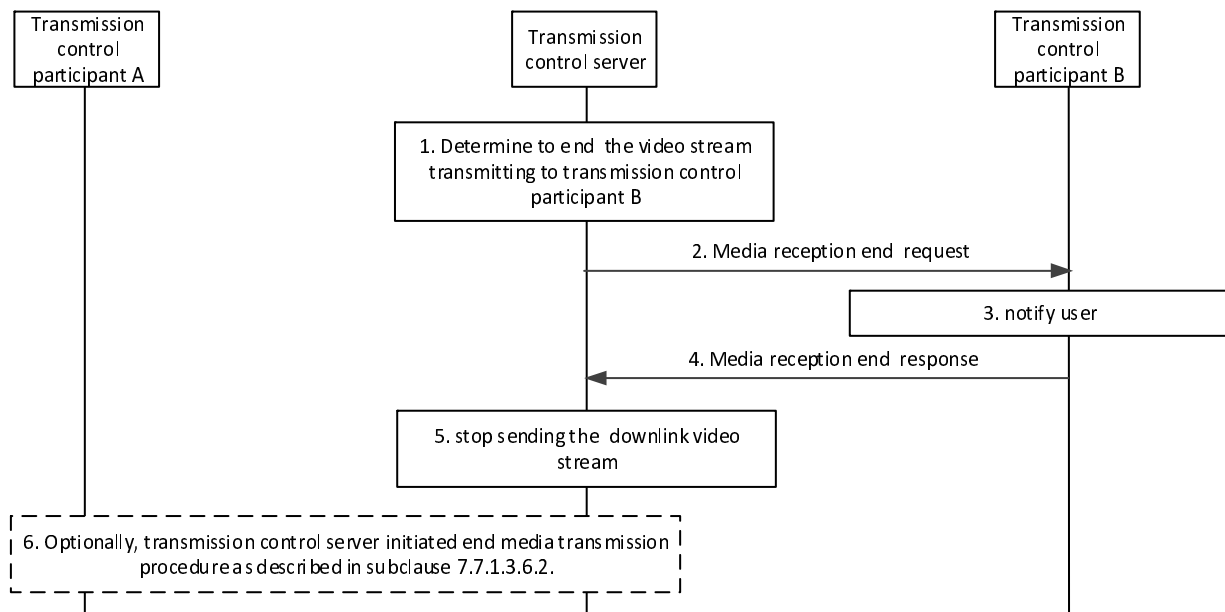 Transmission
control
participant A
Transmission
control server
Transmission
control
participant B
1. Determine to end the video stream
transmitting to transmission control
participant B
2. Media reception end request
3. notify user
4. Media reception end response
5. stop sending the downlink video
stream
6. Optionally, transmission control server initiated end media transmission
procedure as described in subclause 7.7.1.3.6.2.